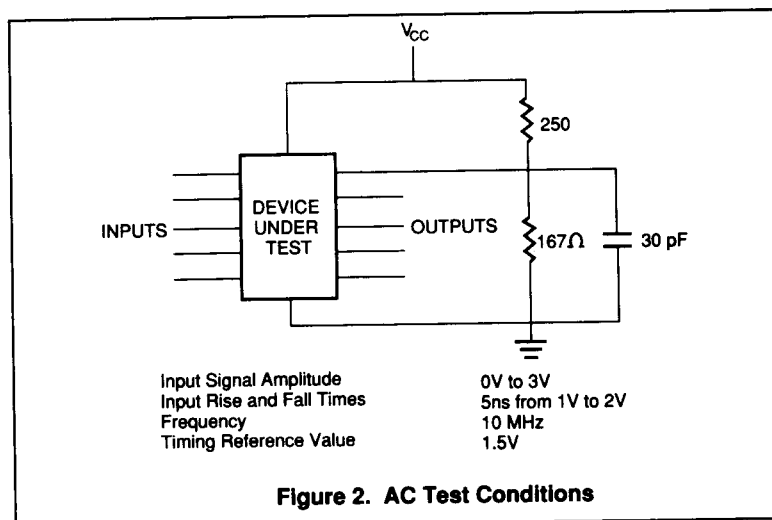 VCC
250
DEVICE
UNDER
TEST
INPUTS
OUTPUTS
167Ω
30 pF
Input Signal Amplitude 0V to 3V
Input Rise and Fall Times 5ns from 1V to 2V
Frequency 10 MHz
Timing Reference Value 1.5V
Figure 2. AC Test Conditions